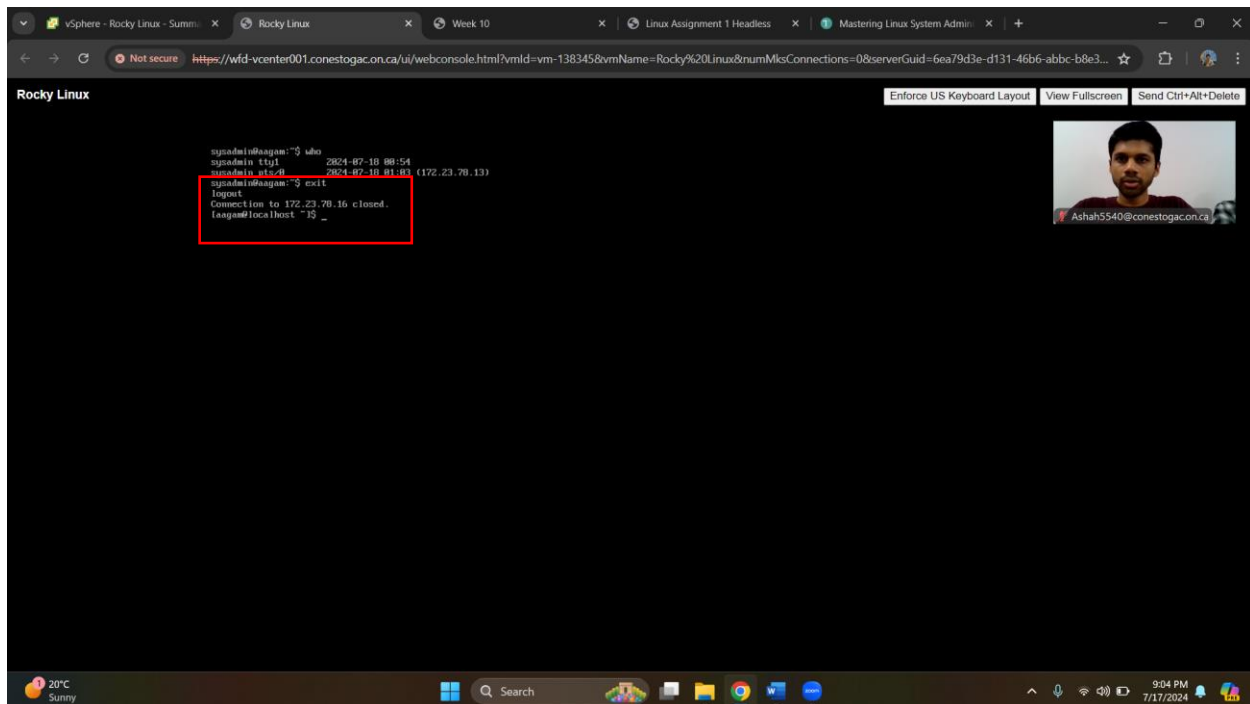 vSphere - Rocky Linux - Summ
Rocky Linux
Week 10
Linux Assignment 1 Headless
Mastering Linux System Admin
Not secure https://wfd-vcenter001.conestogac.on.ca/ui/webconsole.html?vmId=vm-138345&vmName=Rocky%20Linux&numMksConnections=0&serverGuid=6ea79d3e-d131-46b6-abbc-b8e3...
Rocky Linux
Enforce US Keyboard Layout
View Fullscreen
Send Ctrl+Alt+Delete
sysadmin@aagam:~$ who
sysadmin tty1 2024-07-18 00:54
sysadmin pts/0 2024-07-18 01:03 (172.23.78.13)
sysadmin@aagam:~$ exit
logout
Connection to 172.23.78.16 closed.
[aagam@localhost ~]$ _
Ashah5540@conestogac.on.ca
1
20°C
Sunny
Search
zoom
9:04 PM
7/17/2024